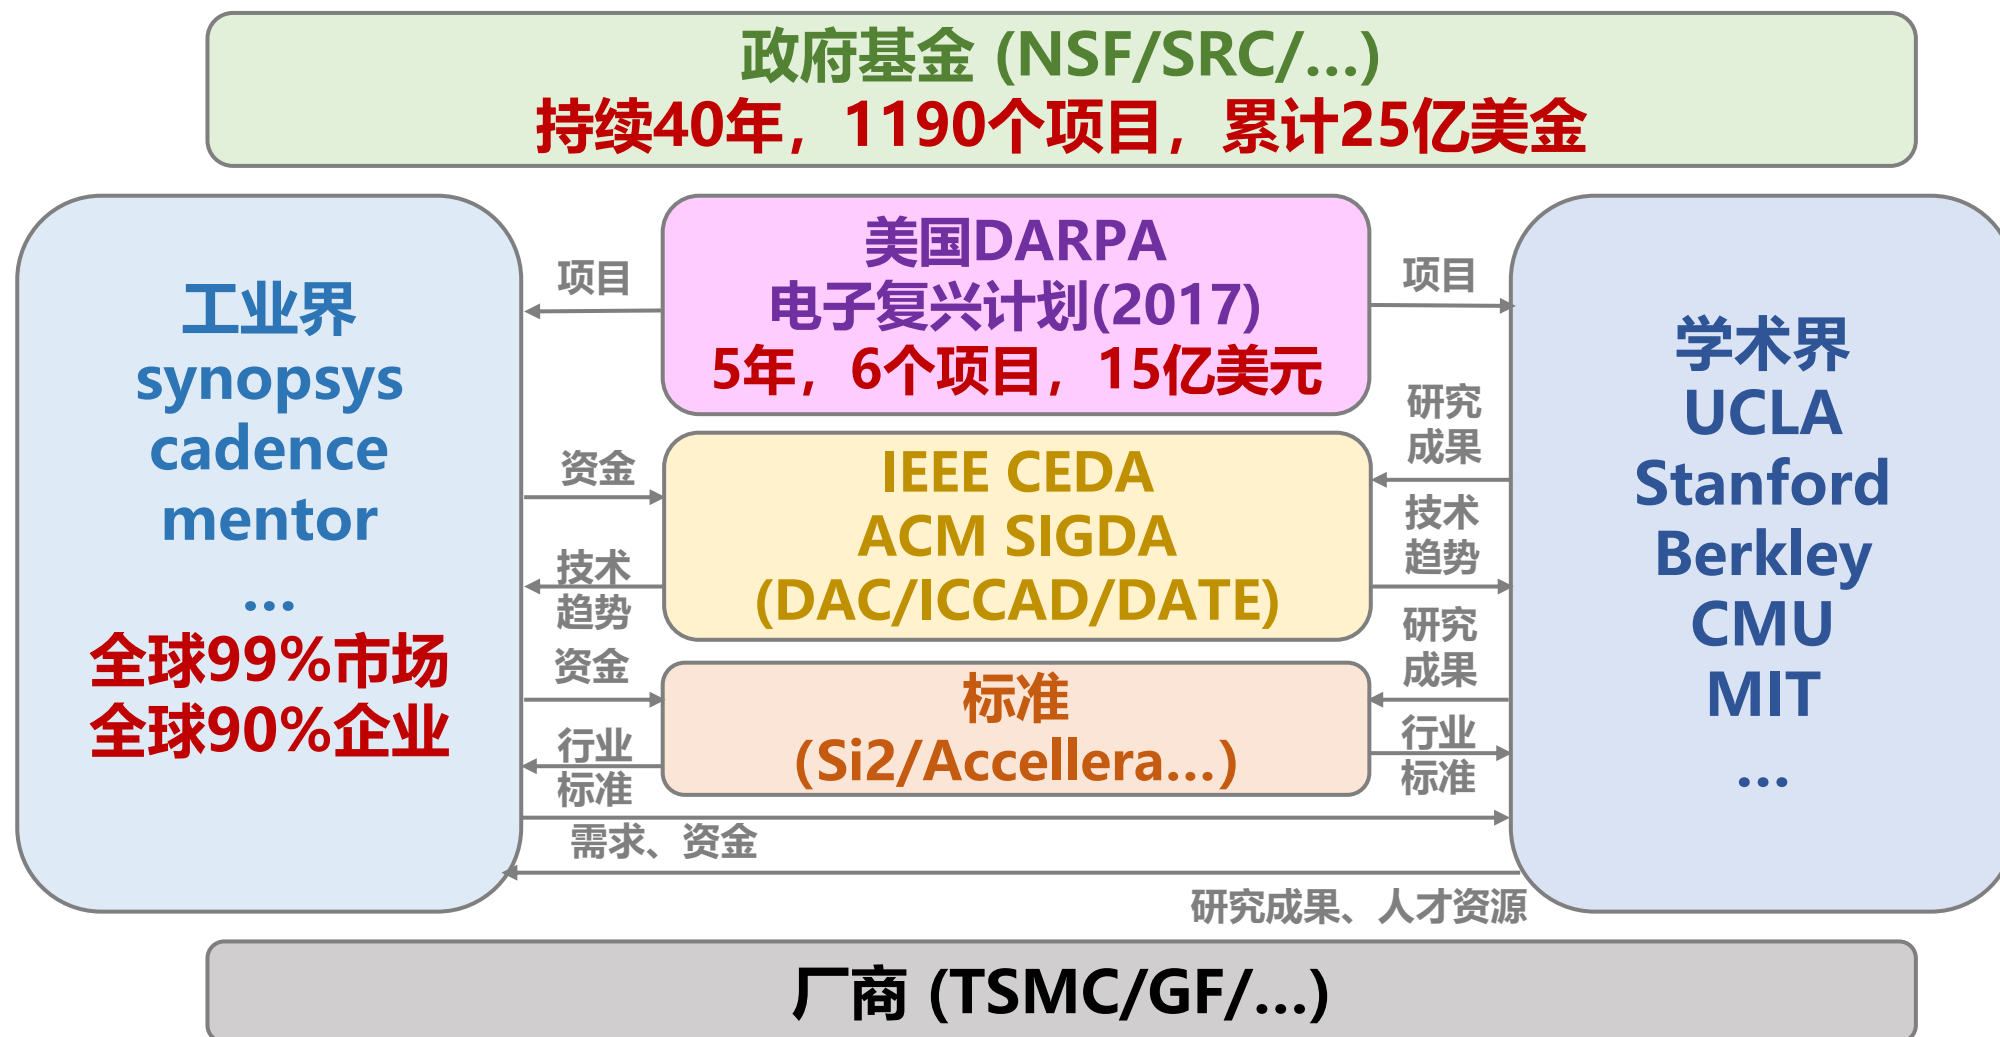 政府基金 (NSF/SRC/...)
持续40年，1190个项目，累计25亿美金
工业界
synopsys
cadence
mentor
...
全球99%市场
全球90%企业
项目
资金
技术
趋势
资金
行业
标准
美国DARPA
电子复兴计划(2017)
5年，6个项目，15亿美元
IEEE CEDA
ACM SIGDA
(DAC/ICCAD/DATE)
标准
(Si2/Accellera...)
项目
研究
成果
技术
趋势
研究
成果
行业
标准
学术界
UCLA
Stanford
Berkley
CMU
MIT
...
需求、资金
研究成果、人才资源
厂商 (TSMC/GF/...)